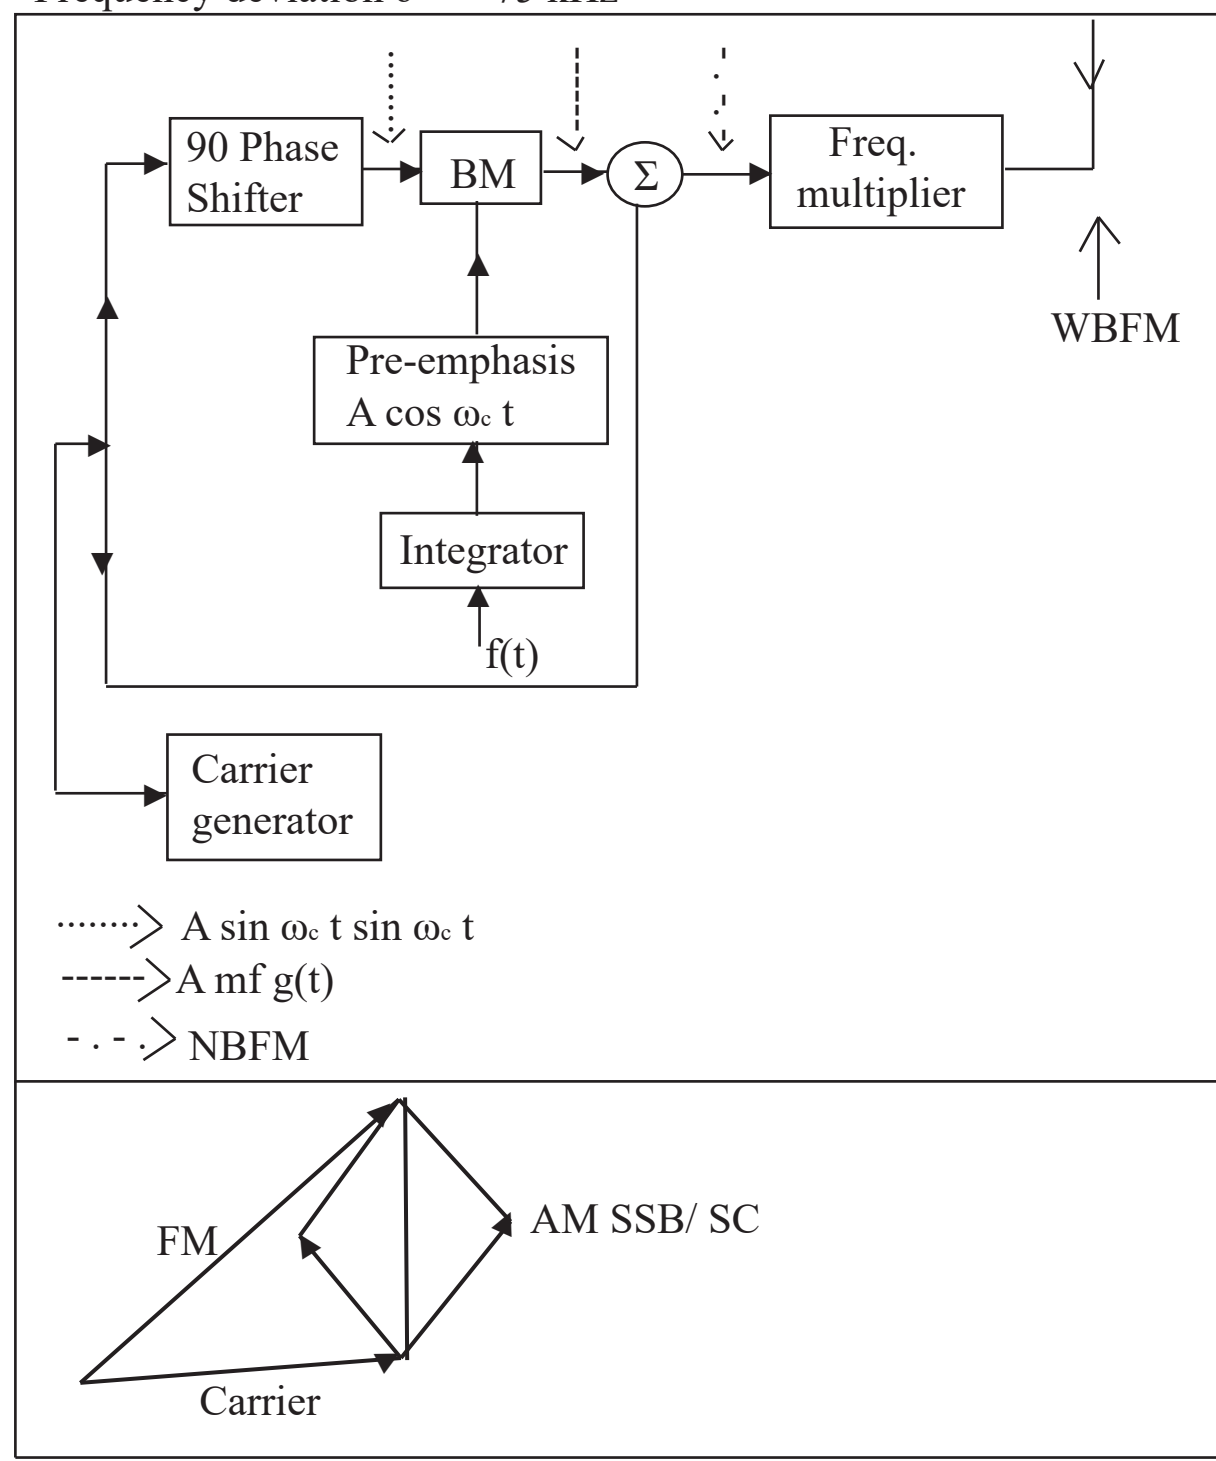 90 Phase
Shifter
BM
Σ
Freq.
multiplier
WBFM
Pre-emphasis
A cos ωc t
Integrator
f(t)
Carrier
generator
A sin ωc t sin ωc t
A mf g(t)
NBFM
FM
AM SSB/ SC
Carrier